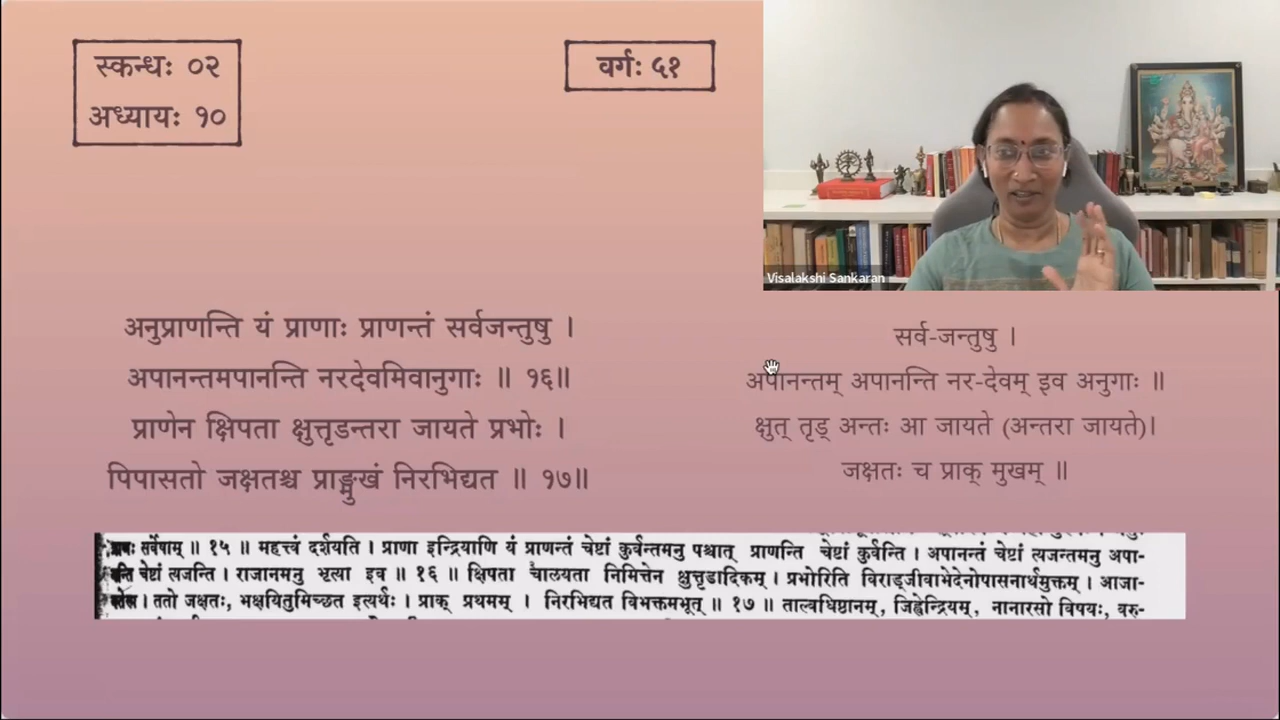 स्कन्धः ०२
अध्यायः १०
वर्गः ५१
Visalakshi Sankaran
अनुप्राणन्ति यं प्राणाः प्राणन्तं सर्वजन्तुषु ।
अपानन्तमपानन्ति नरदेवमिवानुगाः ॥ १६॥
प्राणेन क्षिपता क्षुत्तृडन्तरा जायते प्रभोः ।
पिपासतो जक्षतश्च प्राङ्मुखं निरभिद्यत ॥ १७॥
सर्व-जन्तुषु ।
अपानन्तम् अपानन्ति नर-देवम् इव अनुगाः ॥
क्षुत् तृड् अन्तः आ जायते (अन्तरा जायते)।
जक्षतः च प्राक् मुखम् ॥
सर्वेषाम् ॥ १५ ॥ महत्त्वं दर्शयति । प्राणा इन्द्रियाणि यं प्राणन्तं चेष्टां कुर्वन्तमनु पश्चात् प्राणन्ति चेष्टां कुर्वन्ति । अपानन्तं चेष्टां त्यजन्तमनु अपा-
चेष्टां त्यजन्ति । राजानमनु भृत्या इव ॥ १६ ॥ क्षिपता चालयता निमित्तेन क्षुत्तृडादिकम् । प्रभोरिति विराड्जीवाभेदेनोपासनार्थमुक्तम् । आजा-
ततो जक्षतः, भक्षयितुमिच्छत इत्यर्थः । प्राक् प्रथमम् । निरभिद्यत विभक्तमभूत् ॥ १७ ॥ ताल्वधिष्ठानम्, जिह्वेन्द्रियम्, नानारसो विषयः, वरु-